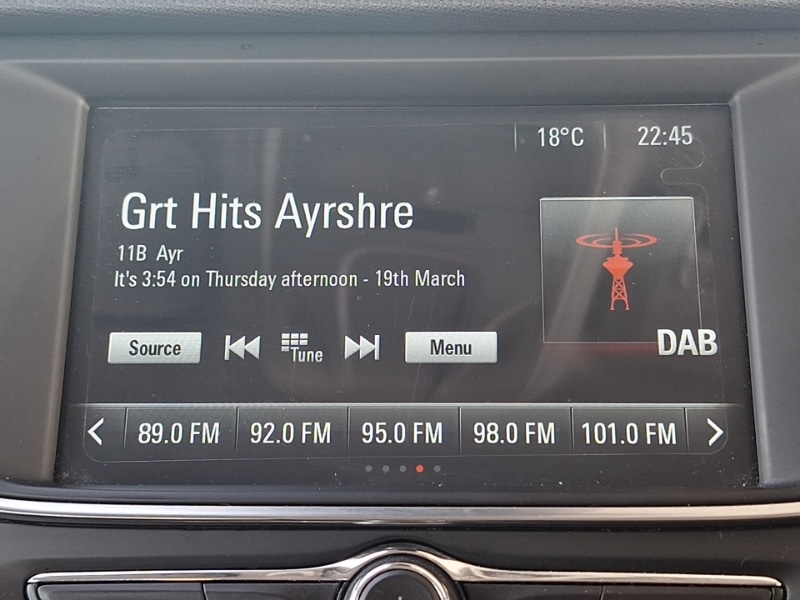 18°C 22:45
Grt Hits Ayrshre
11B Ayr
It's 3:54 on Thursday afternoon - 19th March
DAB
Source Tune Menu
89.0 FM 92.0 FM 95.0 FM 98.0 FM 101.0 FM